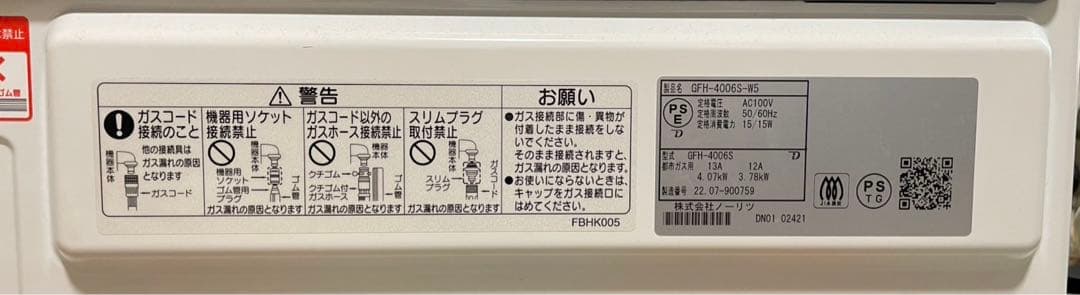 は禁止
ゴム管
⚠ 警告
ガスコード
接続のこと
他の接続具は
ガス漏れの原因
となります
機器本体
ガスコード
機器用ソケット
接続禁止
機器本体
機器用
ソケット
ゴム管用
プラグ
ゴム管
ガス漏れの原因となります
ガスコード以外の
ガスホース接続禁止
機器本体
クチゴム
クチゴム付
ガスホース
ゴム管
ガス漏れの原因となります
スリムプラグ
取付禁止
機器本体
スリム
プラグ
ガスコード
ガス漏れの原因となります
お願い
●ガス接続部に傷・異物が
付着したまま接続をしな
いでください。
そのまま接続されますと、
ガス漏れの原因となります。
●お使いにならないときは、
キャップをガス接続口に
はめてください。
FBHK005
製品名 GFH-4006S-W5
PS
E
定格電圧 AC100V
定格周波数 50/60Hz
定格消費電力 15/15W
型式 GFH-4006S
都市ガス用 13A 12A
4.07kW 3.78kW
製造番号 22.07-900759
株式会社ノーリツ
DN01 02421
JIA認証
PS
TG